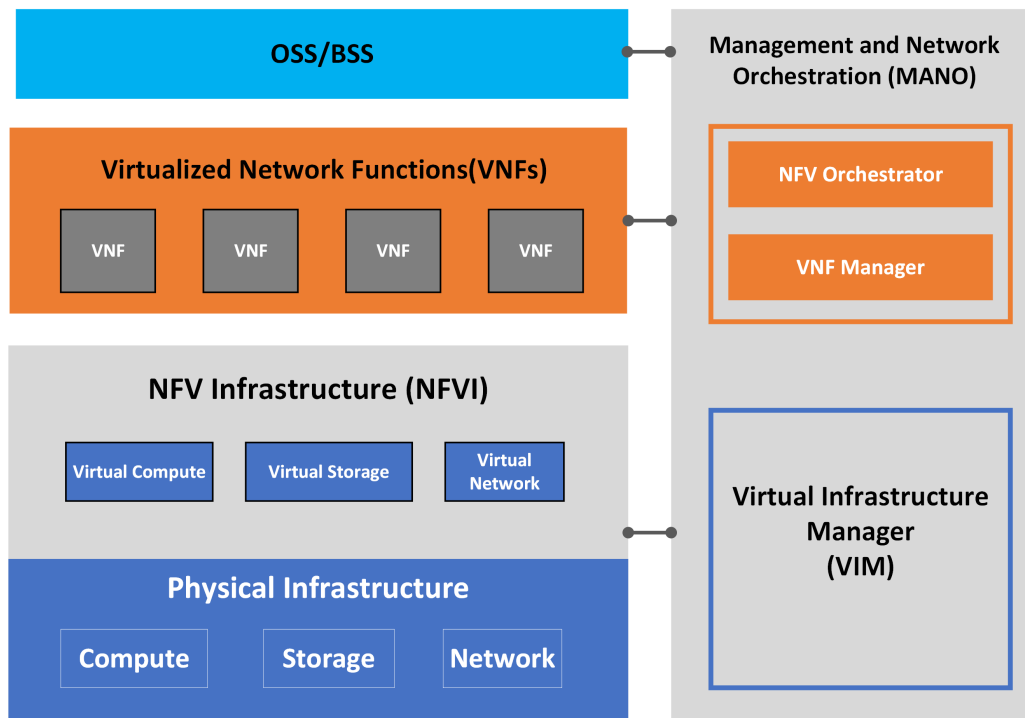 OSS/BSS
Virtualized Network Functions(VNFs)
VNF
VNF
VNF
VNF
NFV Infrastructure (NFVI)
Virtual Compute
Virtual Storage
Virtual
Network
Physical Infrastructure
Compute
Storage
Network
Management and Network
Orchestration (MANO)
NFV Orchestrator
VNF Manager
Virtual Infrastructure
Manager
(VIM)